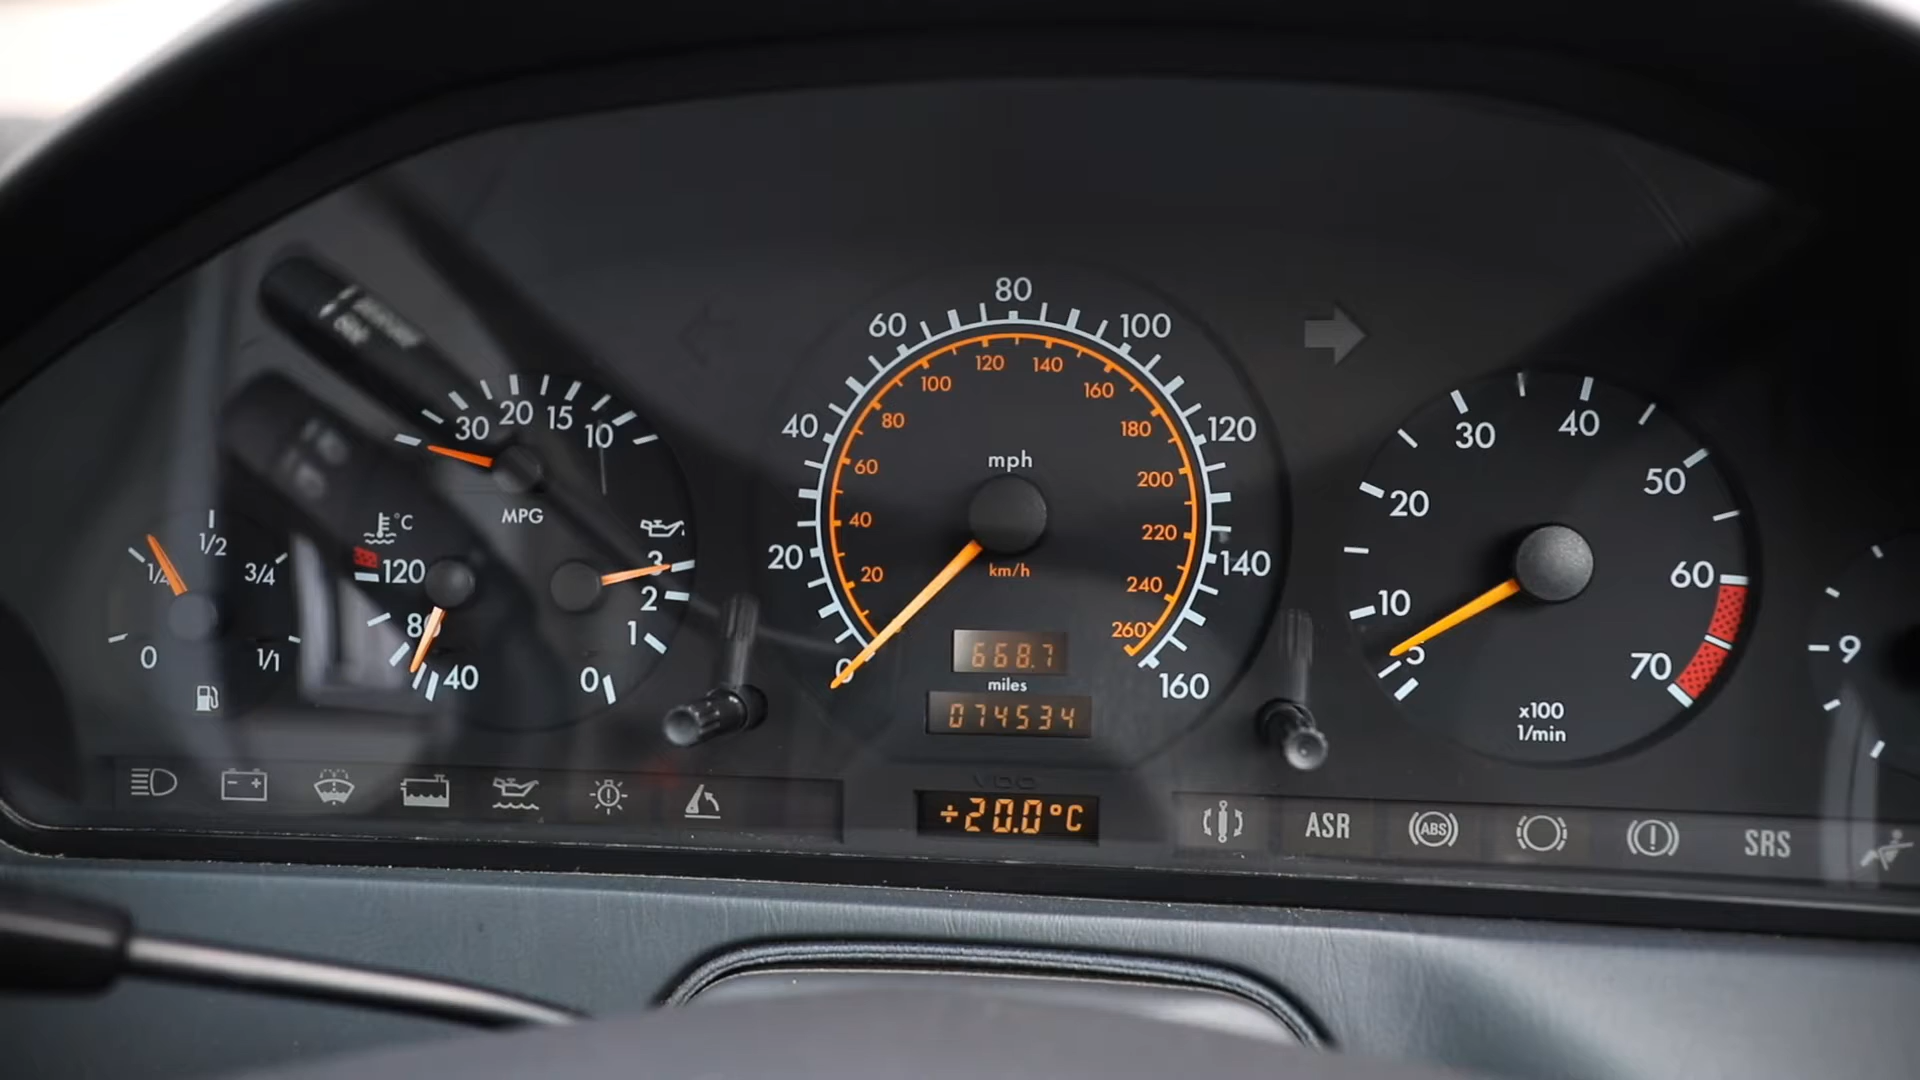 30 20 15 10
MPG
1/4 1/2 3/4
0 1/1
°C
120
80
40
3
2
1
0
80
60 100
40 120
20 140
0 160
120 140
100 160
80 180
60 200
40 220
20 240
260
mph
km/h
668.7
miles
074534
VDO
+20.0°C
30 40
20 50
10 60
5 70
x100
1/min
9
ASR
ABS
SRS